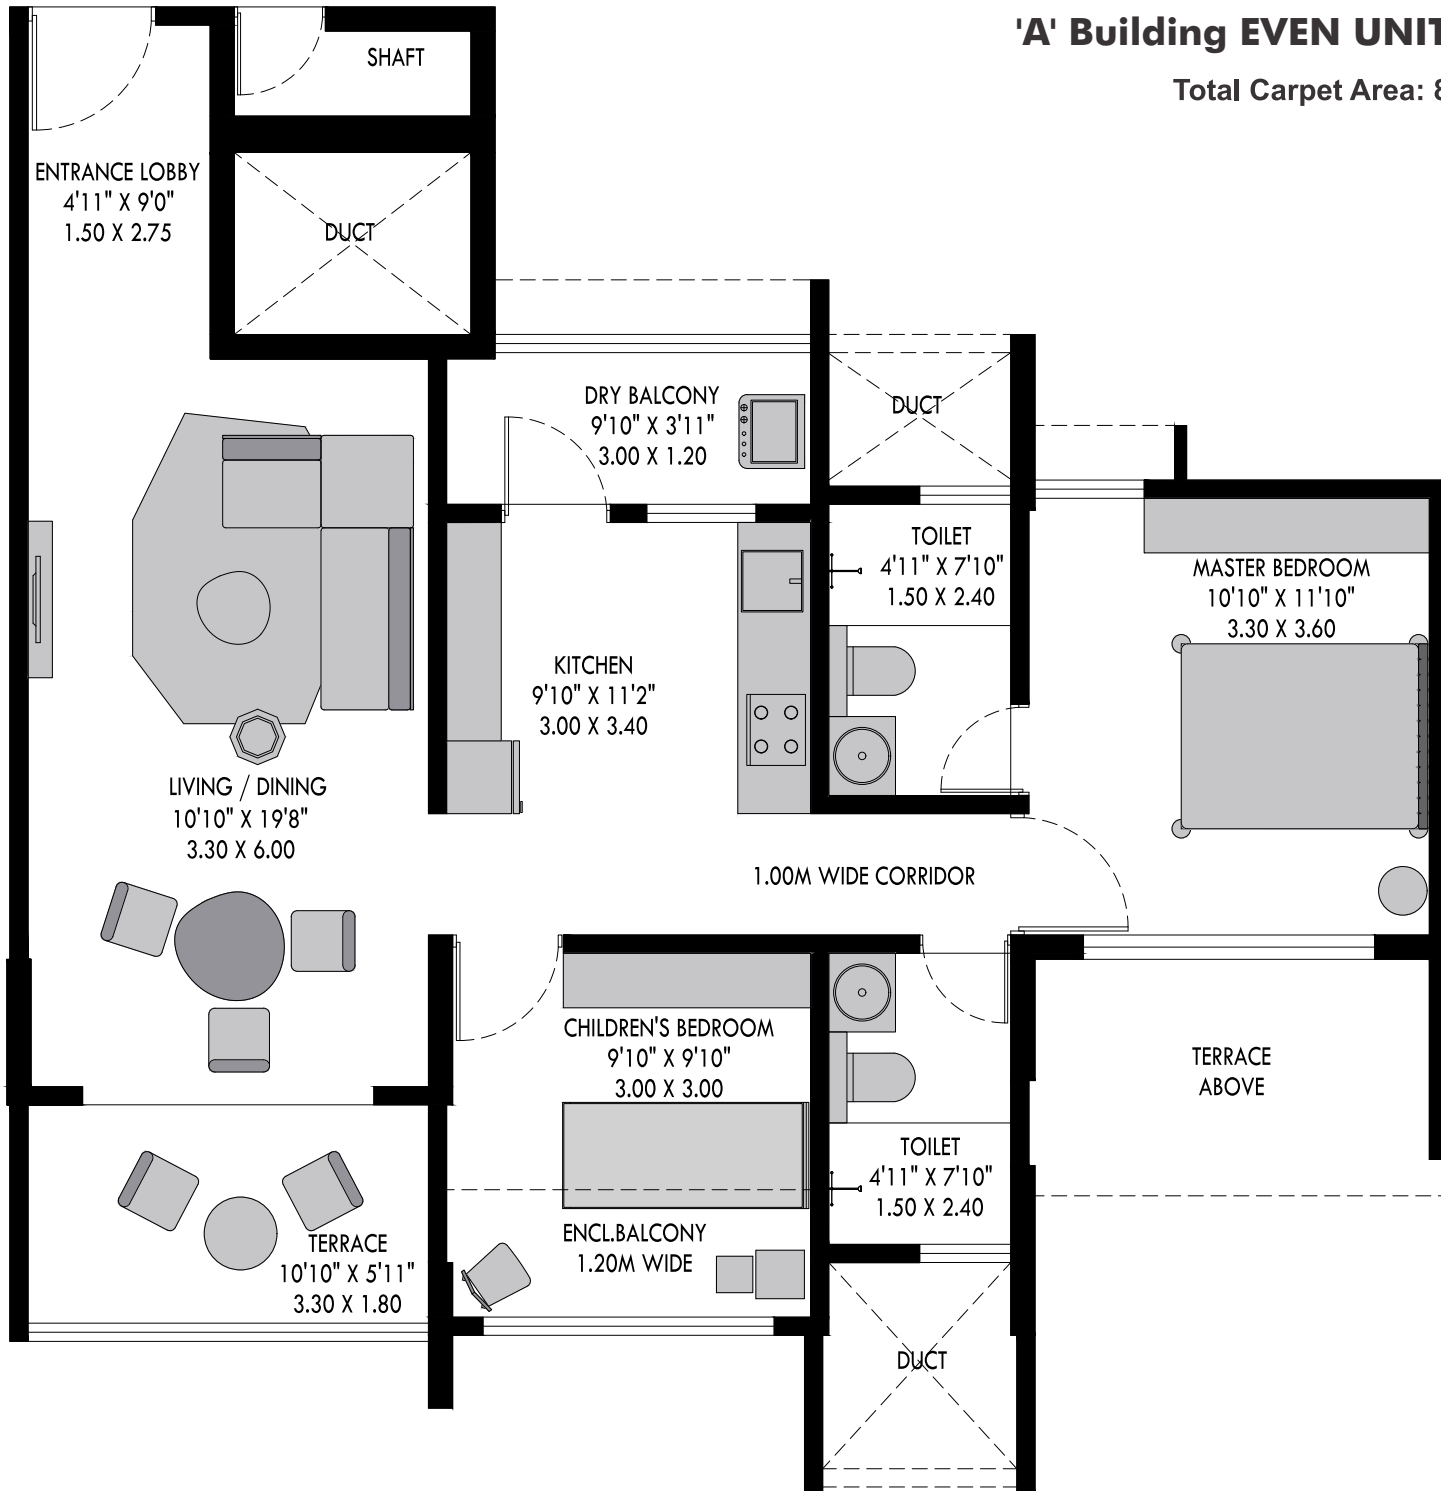 'A' Building EVEN UNIT
Total Carpet Area: 8
SHAFT
ENTRANCE LOBBY
4'11" X 9'0"
1.50 X 2.75
DUCT
DRY BALCONY
9'10" X 3'11"
3.00 X 1.20
DUCT
TOILET
4'11" X 7'10"
1.50 X 2.40
MASTER BEDROOM
10'10" X 11'10"
3.30 X 3.60
KITCHEN
9'10" X 11'2"
3.00 X 3.40
LIVING / DINING
10'10" X 19'8"
3.30 X 6.00
1.00M WIDE CORRIDOR
CHILDREN'S BEDROOM
9'10" X 9'10"
3.00 X 3.00
TERRACE
ABOVE
TOILET
4'11" X 7'10"
1.50 X 2.40
ENCL.BALCONY
1.20M WIDE
TERRACE
10'10" X 5'11"
3.30 X 1.80
DUCT